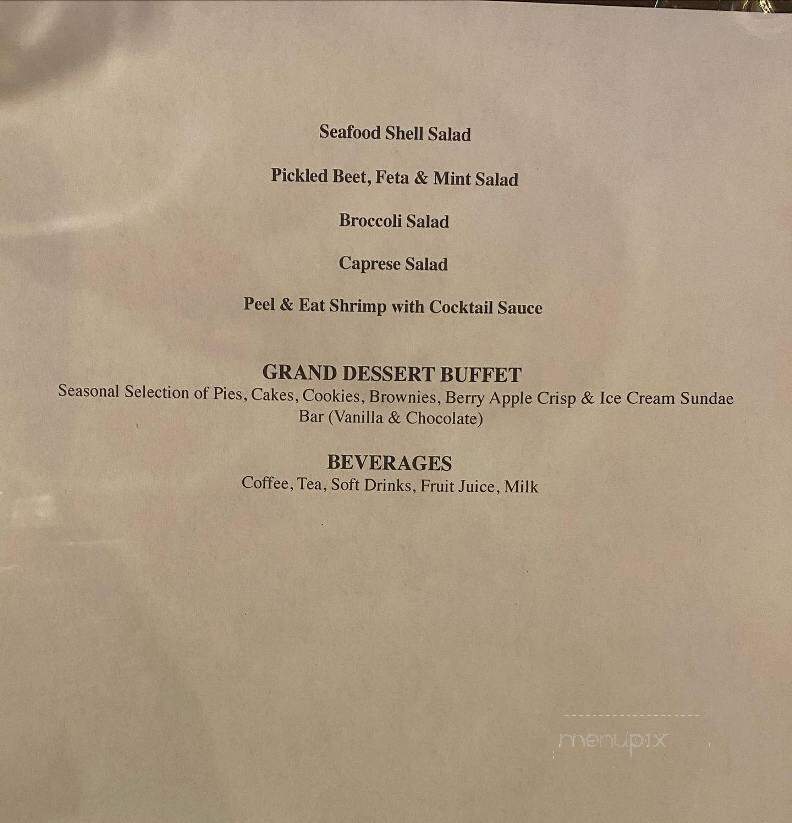 Seafood Shell Salad
Pickled Beet, Feta & Mint Salad
Broccoli Salad
Caprese Salad
Peel & Eat Shrimp with Cocktail Sauce
GRAND DESSERT BUFFET
Seasonal Selection of Pies, Cakes, Cookies, Brownies, Berry Apple Crisp & Ice Cream Sundae
Bar (Vanilla & Chocolate)
BEVERAGES
Coffee, Tea, Soft Drinks, Fruit Juice, Milk
menupix